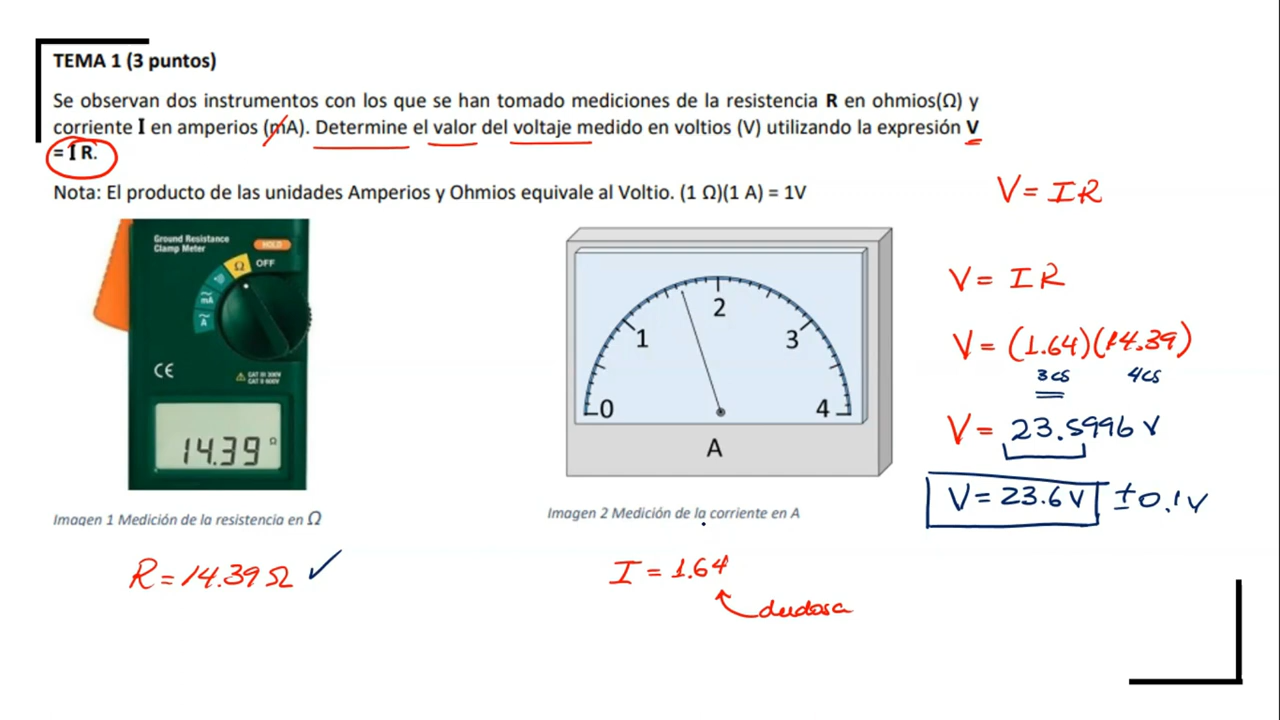 TEMA 1 (3 puntos)
Se observan dos instrumentos con los que se han tomado mediciones de la resistencia R en ohmios(Ω) y
corriente I en amperios (mA). Determine el valor del voltaje medido en voltios (V) utilizando la expresión V
= I R.
Nota: El producto de las unidades Amperios y Ohmios equivale al Voltio. (1 Ω)(1 A) = 1V
Ground Resistance
Clamp Meter
HOLD
OFF
Ω
mA
A
CE
CAT III 300V
CAT II 600V
14.39 Ω
Imagen 1 Medición de la resistencia en Ω
R = 14.39 Ω ✓
0
1
2
3
4
A
Imagen 2 Medición de la corriente en A
I = 1.64
dudosa
V = I R
V = I R
V = (1.64)(14.39)
3cs 4cs
V = 23.5996 V
V = 23.6 V ± 0.1 V